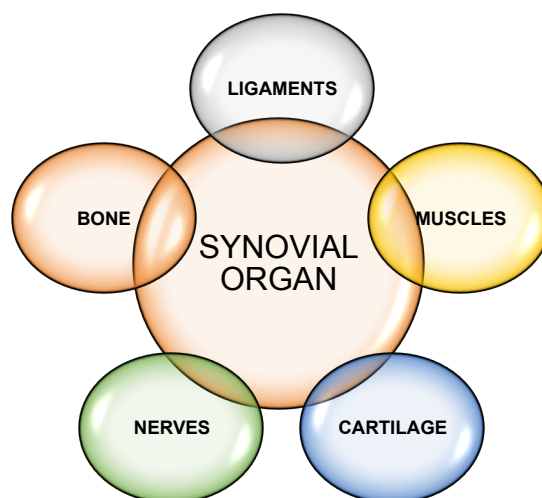 LIGAMENTS
BONE
MUSCLES
SYNOVIAL
ORGAN
NERVES
CARTILAGE